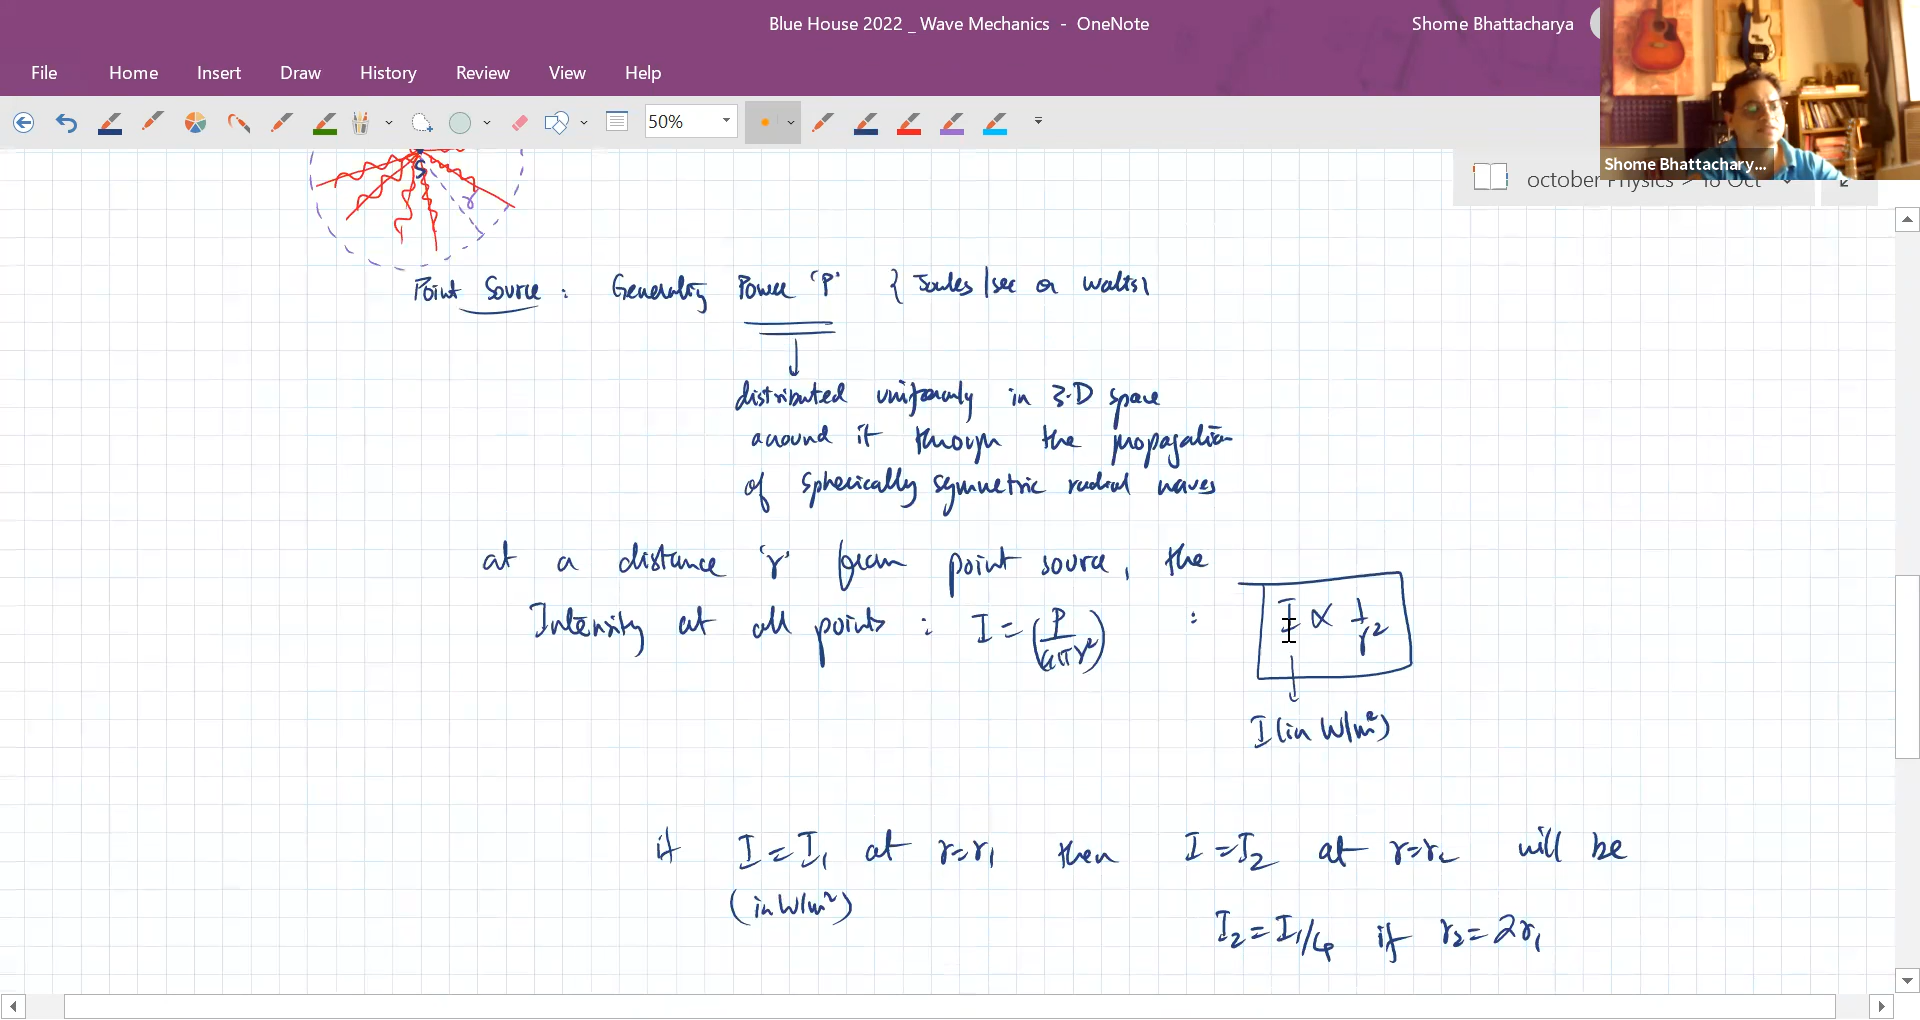 Blue House 2022 _ Wave Mechanics - OneNote
Shome Bhattacharya
File Home Insert Draw History Review View Help
50%
Shome Bhattachary...
october Physics > 18 Oct
S
r
Point Source : Generating Power 'P' { Joules/sec or watts}
distributed uniformly in 3-D space
around it through the propagation
of spherically symmetric radial waves
at a distance 'r' from point source, the
Intensity at all points : I = (P/4πr²) : I ∝ 1/r²
I (in W/m²)
if I = I₁ at r=r₁ then I = I₂ at r=r₂ will be
(in W/m²)
I₂ = I₁/4 if r₂ = 2r₁